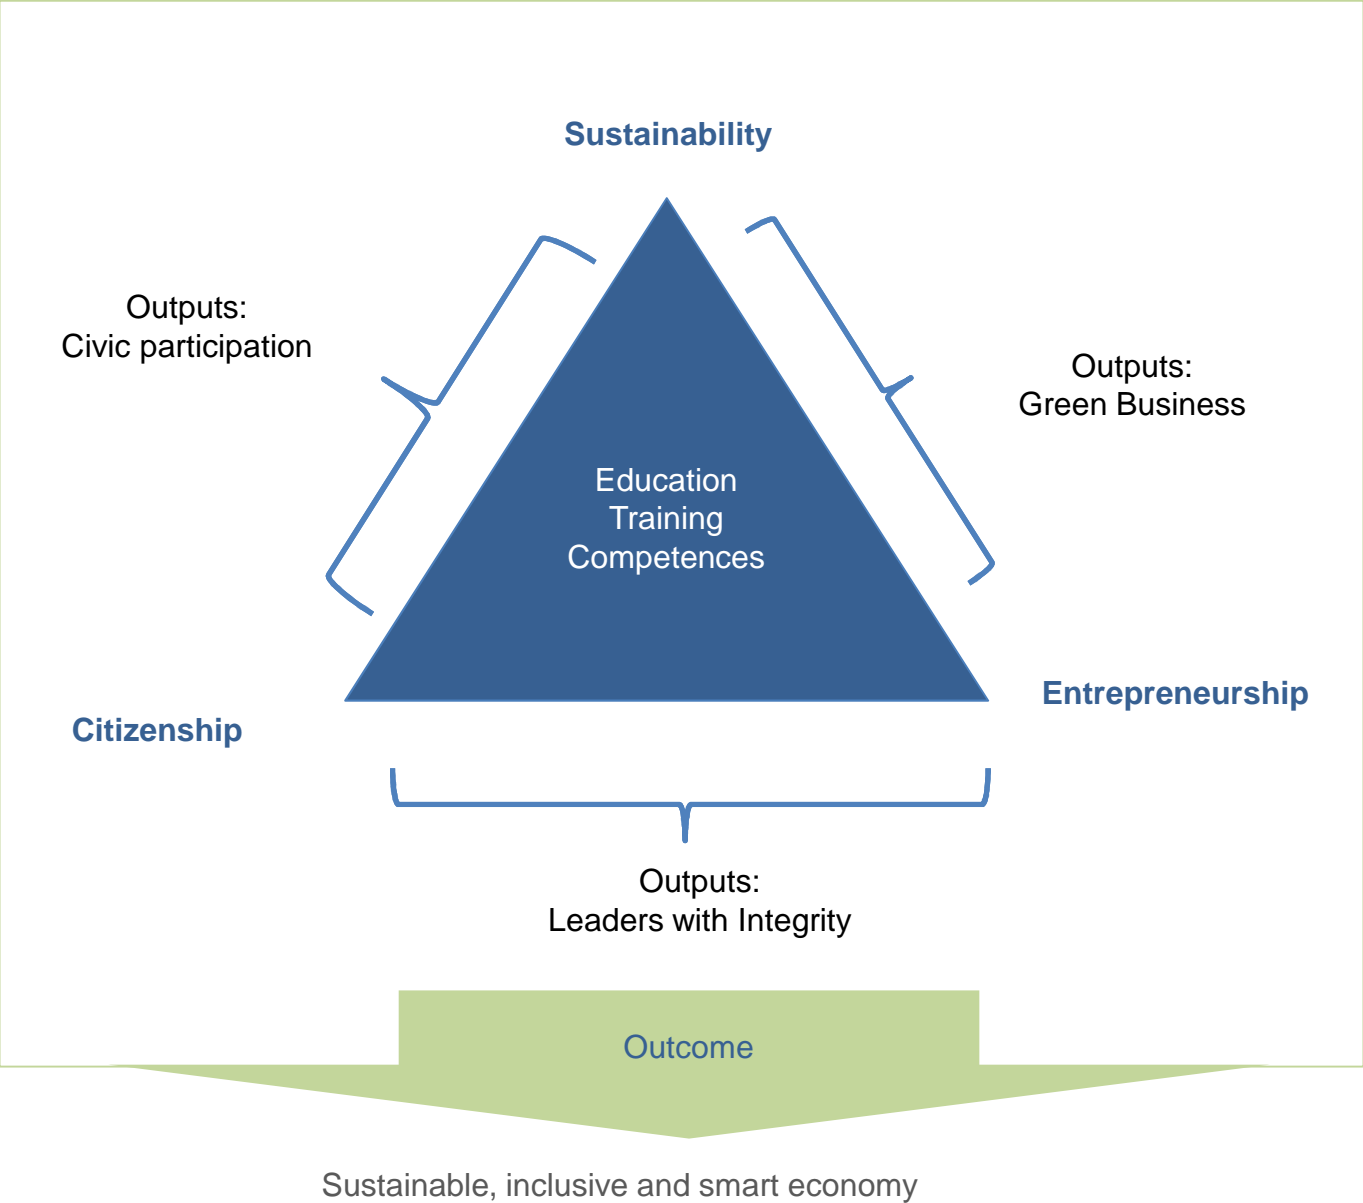 Sustainability
Outputs:
Civic participation
Outputs:
Green Business
Education
Training
Competences
Citizenship
Entrepreneurship
Outputs:
Leaders with Integrity
Outcome
Sustainable, inclusive and smart economy